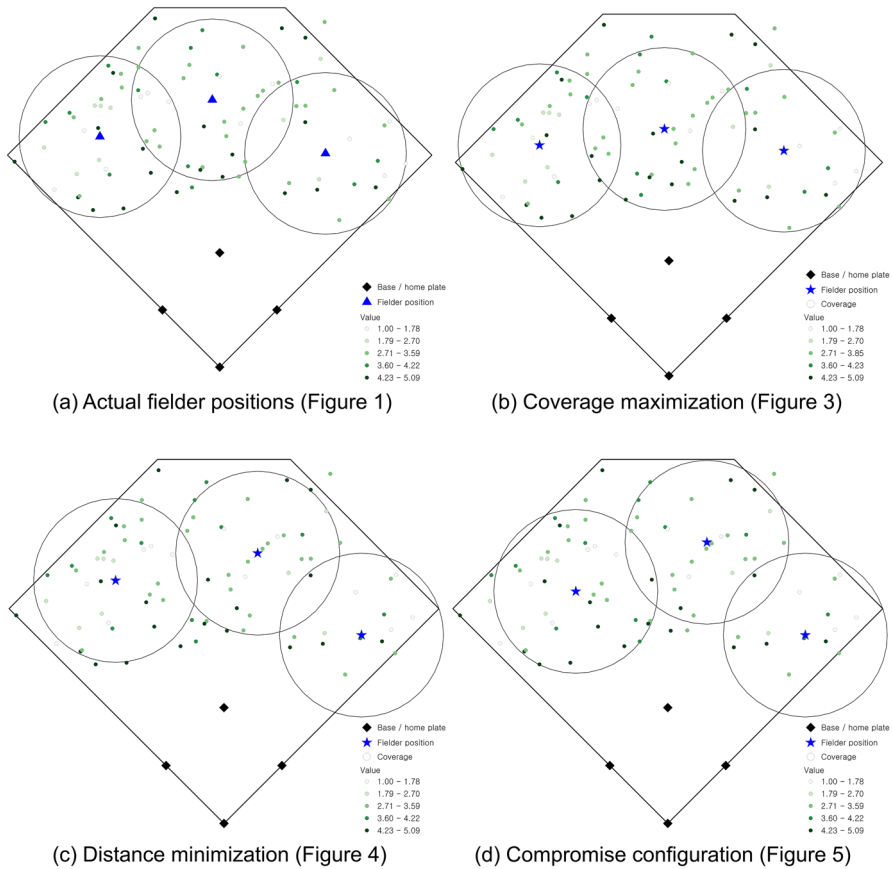 Base / home plate
Fielder position
Value
1.00 – 1.78
1.79 – 2.70
2.71 – 3.59
3.60 – 4.22
4.23 – 5.09
(a) Actual fielder positions (Figure 1)
Base / home plate
Fielder position
Coverage
Value
1.00 – 1.78
1.79 – 2.70
2.71 – 3.85
3.60 – 4.23
4.23 – 5.09
(b) Coverage maximization (Figure 3)
Base / home plate
Fielder position
Coverage
Value
1.00 – 1.78
1.79 – 2.70
2.71 – 3.59
3.60 – 4.22
4.23 – 5.09
(c) Distance minimization (Figure 4)
Base / home plate
Fielder position
Coverage
Value
1.00 – 1.78
1.79 – 2.70
2.71 – 3.59
3.60 – 4.22
4.23 – 5.09
(d) Compromise configuration (Figure 5)